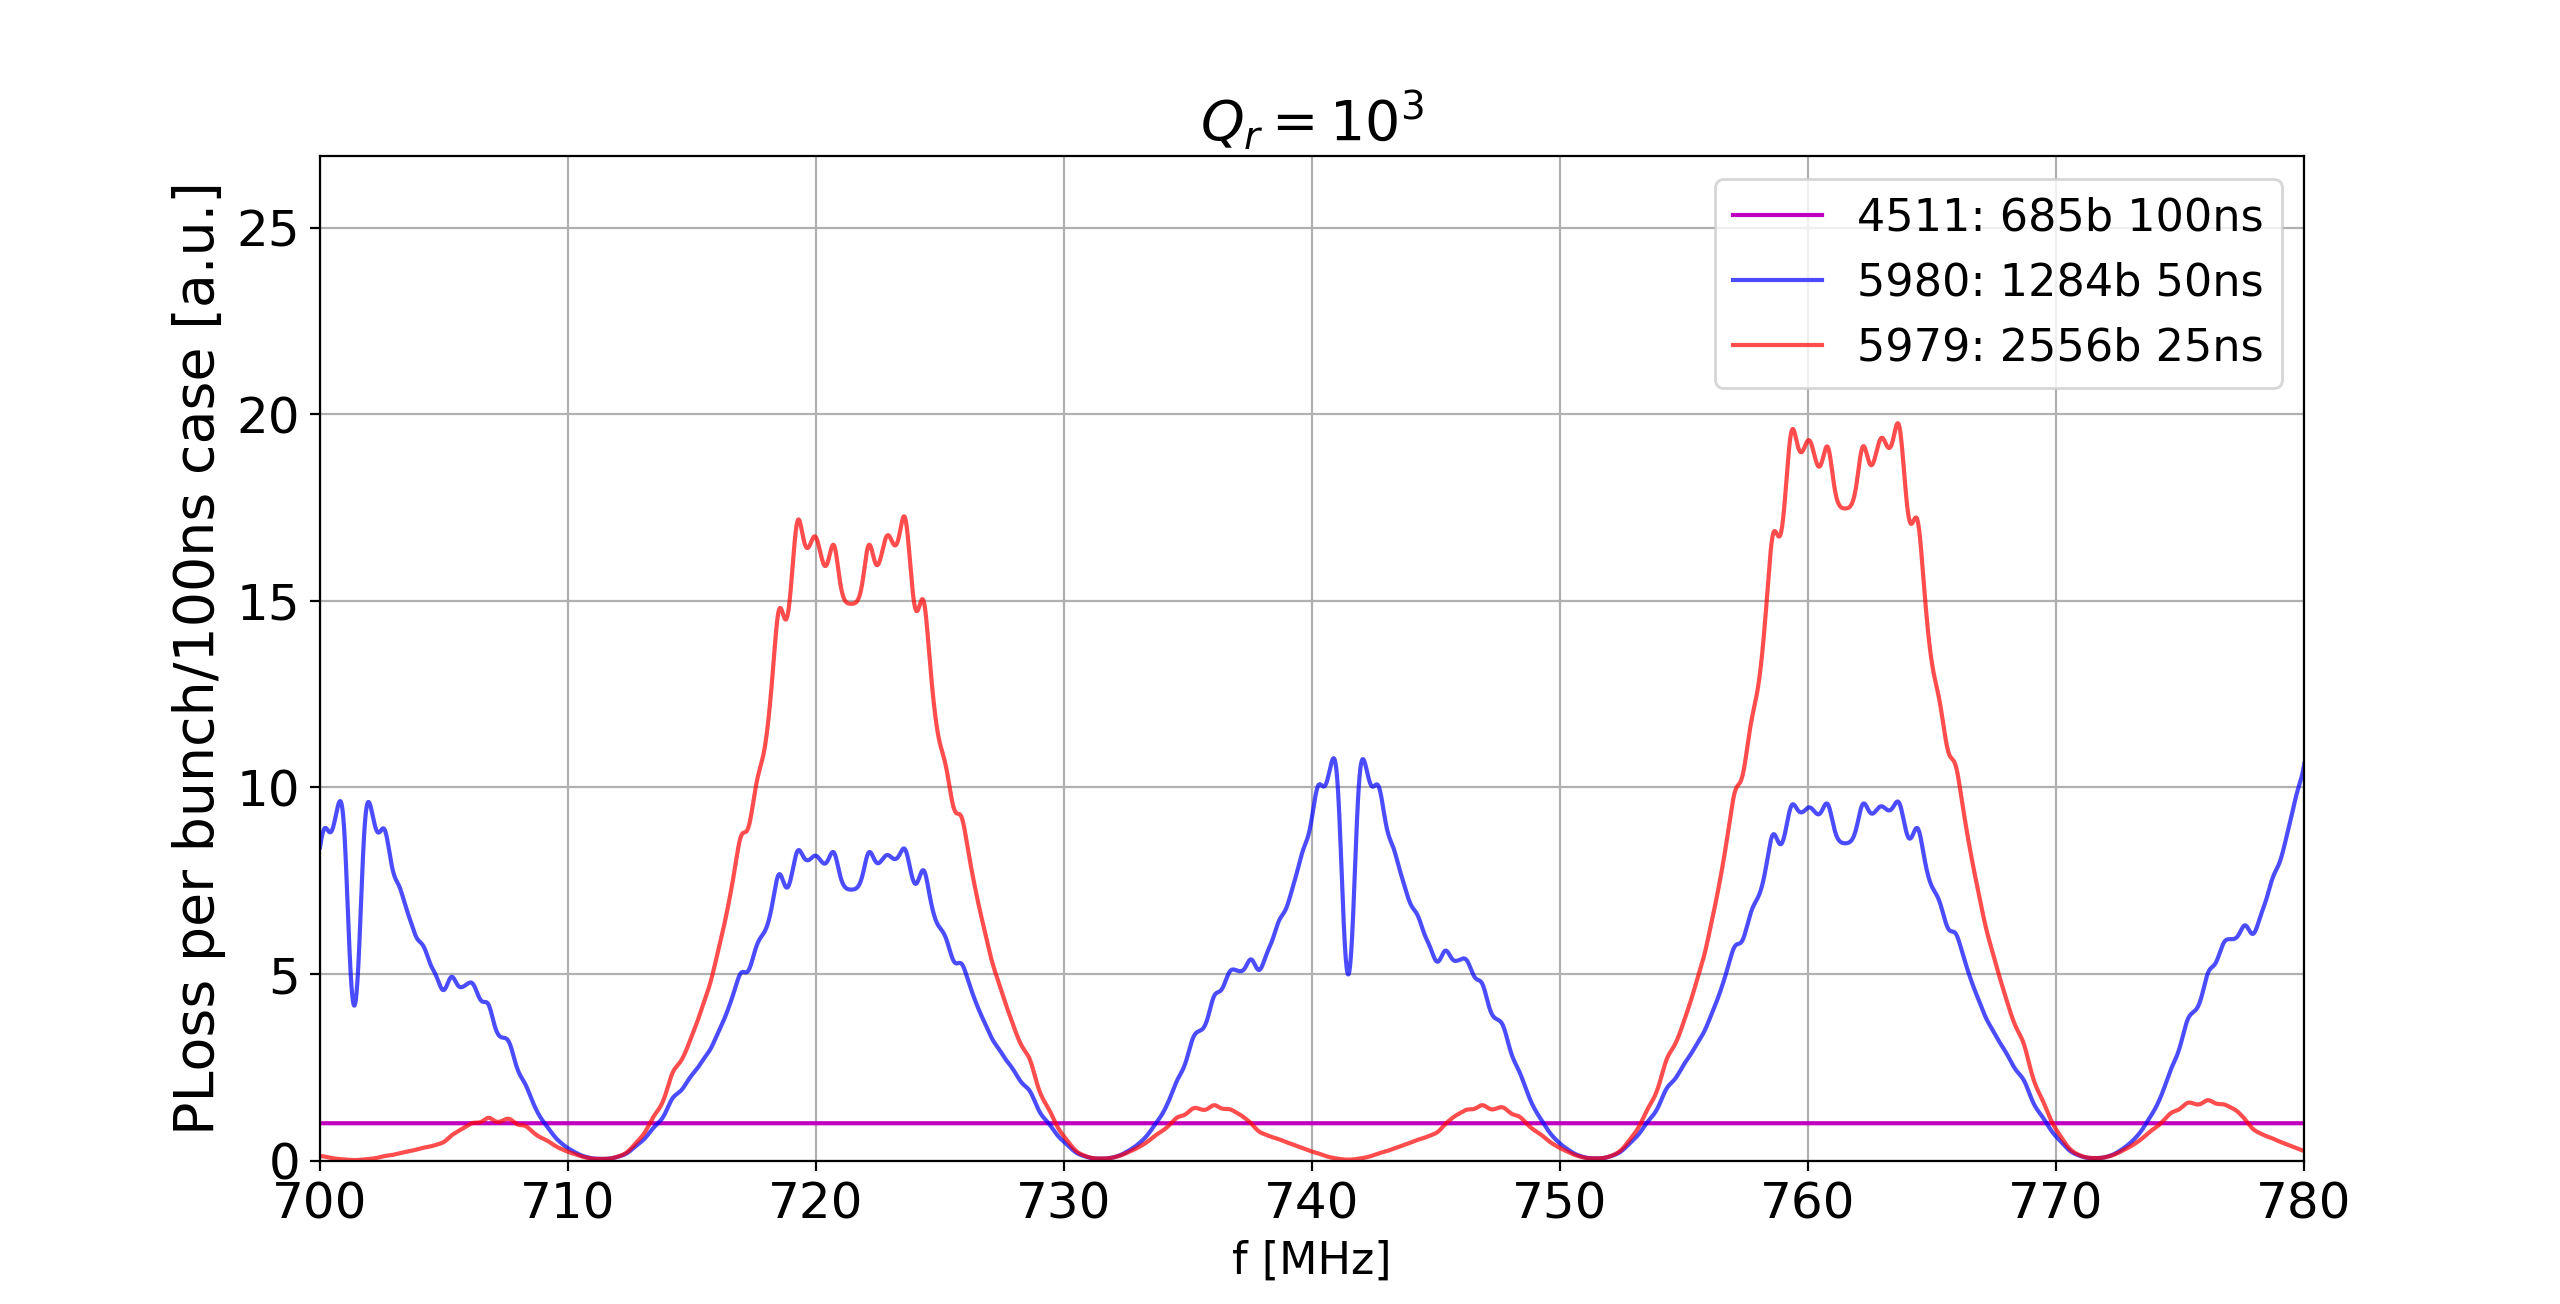 Q_r = 10^3
PLoss per bunch/100ns case [a.u.]
25
20
15
10
5
0
4511: 685b 100ns
5980: 1284b 50ns
5979: 2556b 25ns
700 710 720 730 740 750 760 770 780
f [MHz]